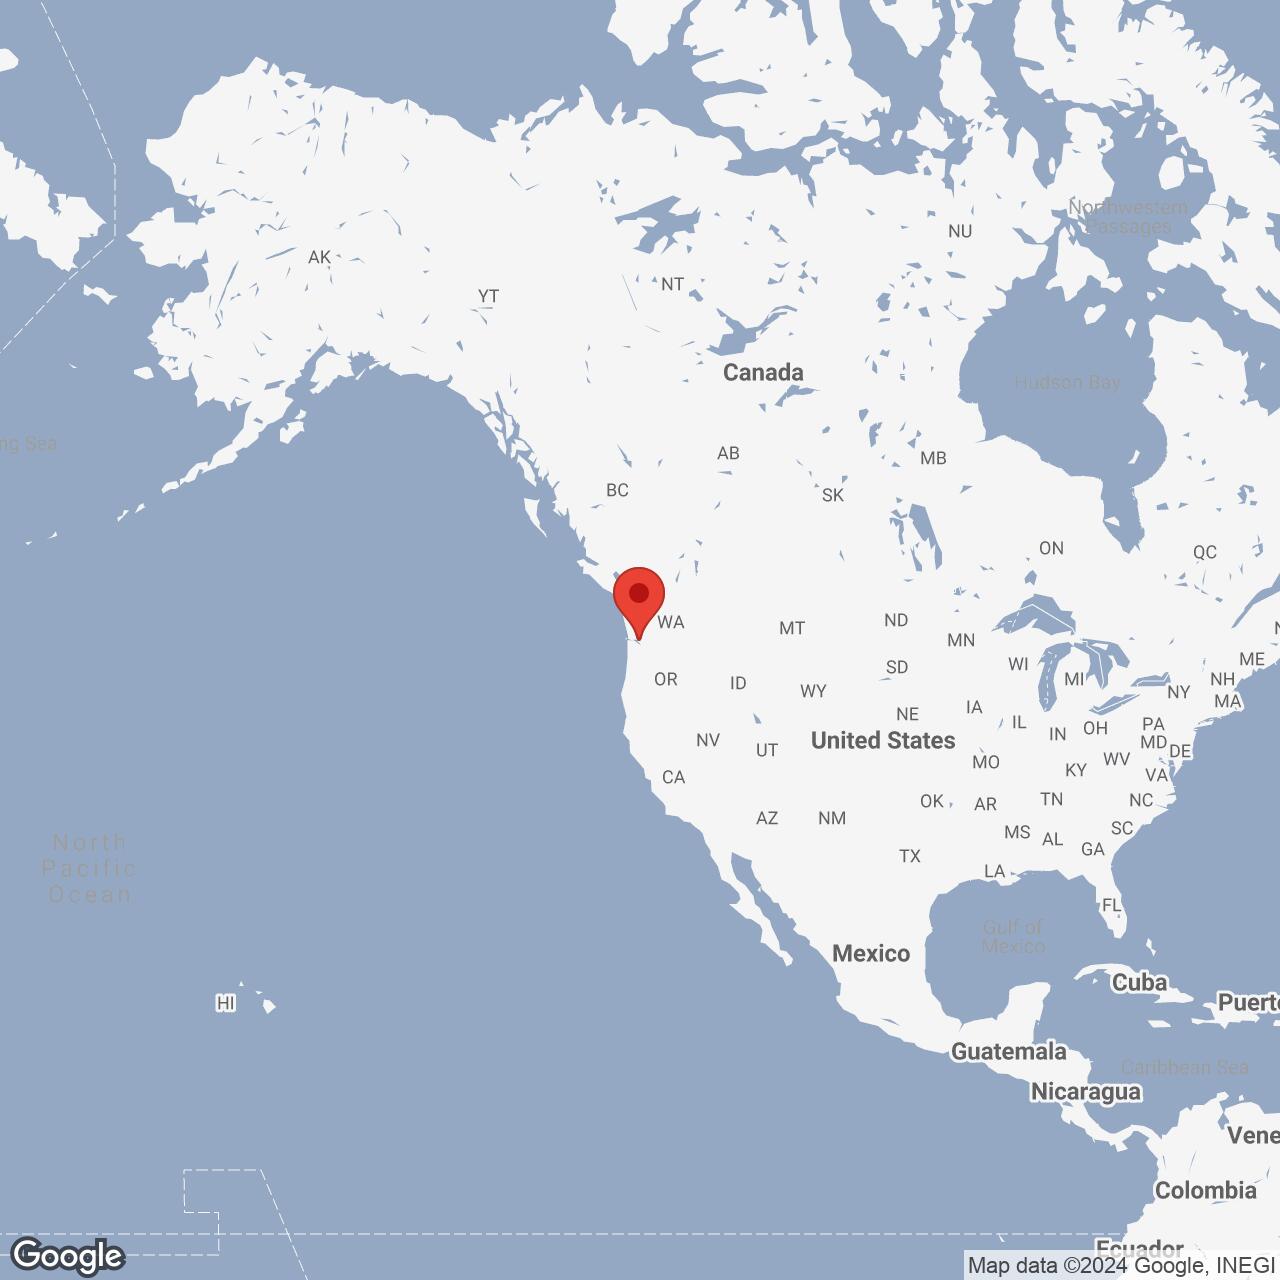 Northwestern
Passages
NU
AK
NT
YT
Canada
Hudson Bay
ng Sea
AB
MB
BC
SK
ON
QC
WA
MT
ND
MN
WI
SD
ME
OR
ID
WY
MI
NH
NY
MA
NE
IA
IL
IN
OH
PA
NV
UT
United States
MD
DE
MO
KY
WV
CA
VA
OK
AR
TN
NC
AZ
NM
MS
AL
SC
TX
GA
LA
North
Pacific
Ocean
FL
Gulf of
Mexico
Mexico
Cuba
HI
Puerto
Guatemala
Caribbean Sea
Nicaragua
Vene
Colombia
Ecuador
Google
Map data ©2024 Google, INEGI